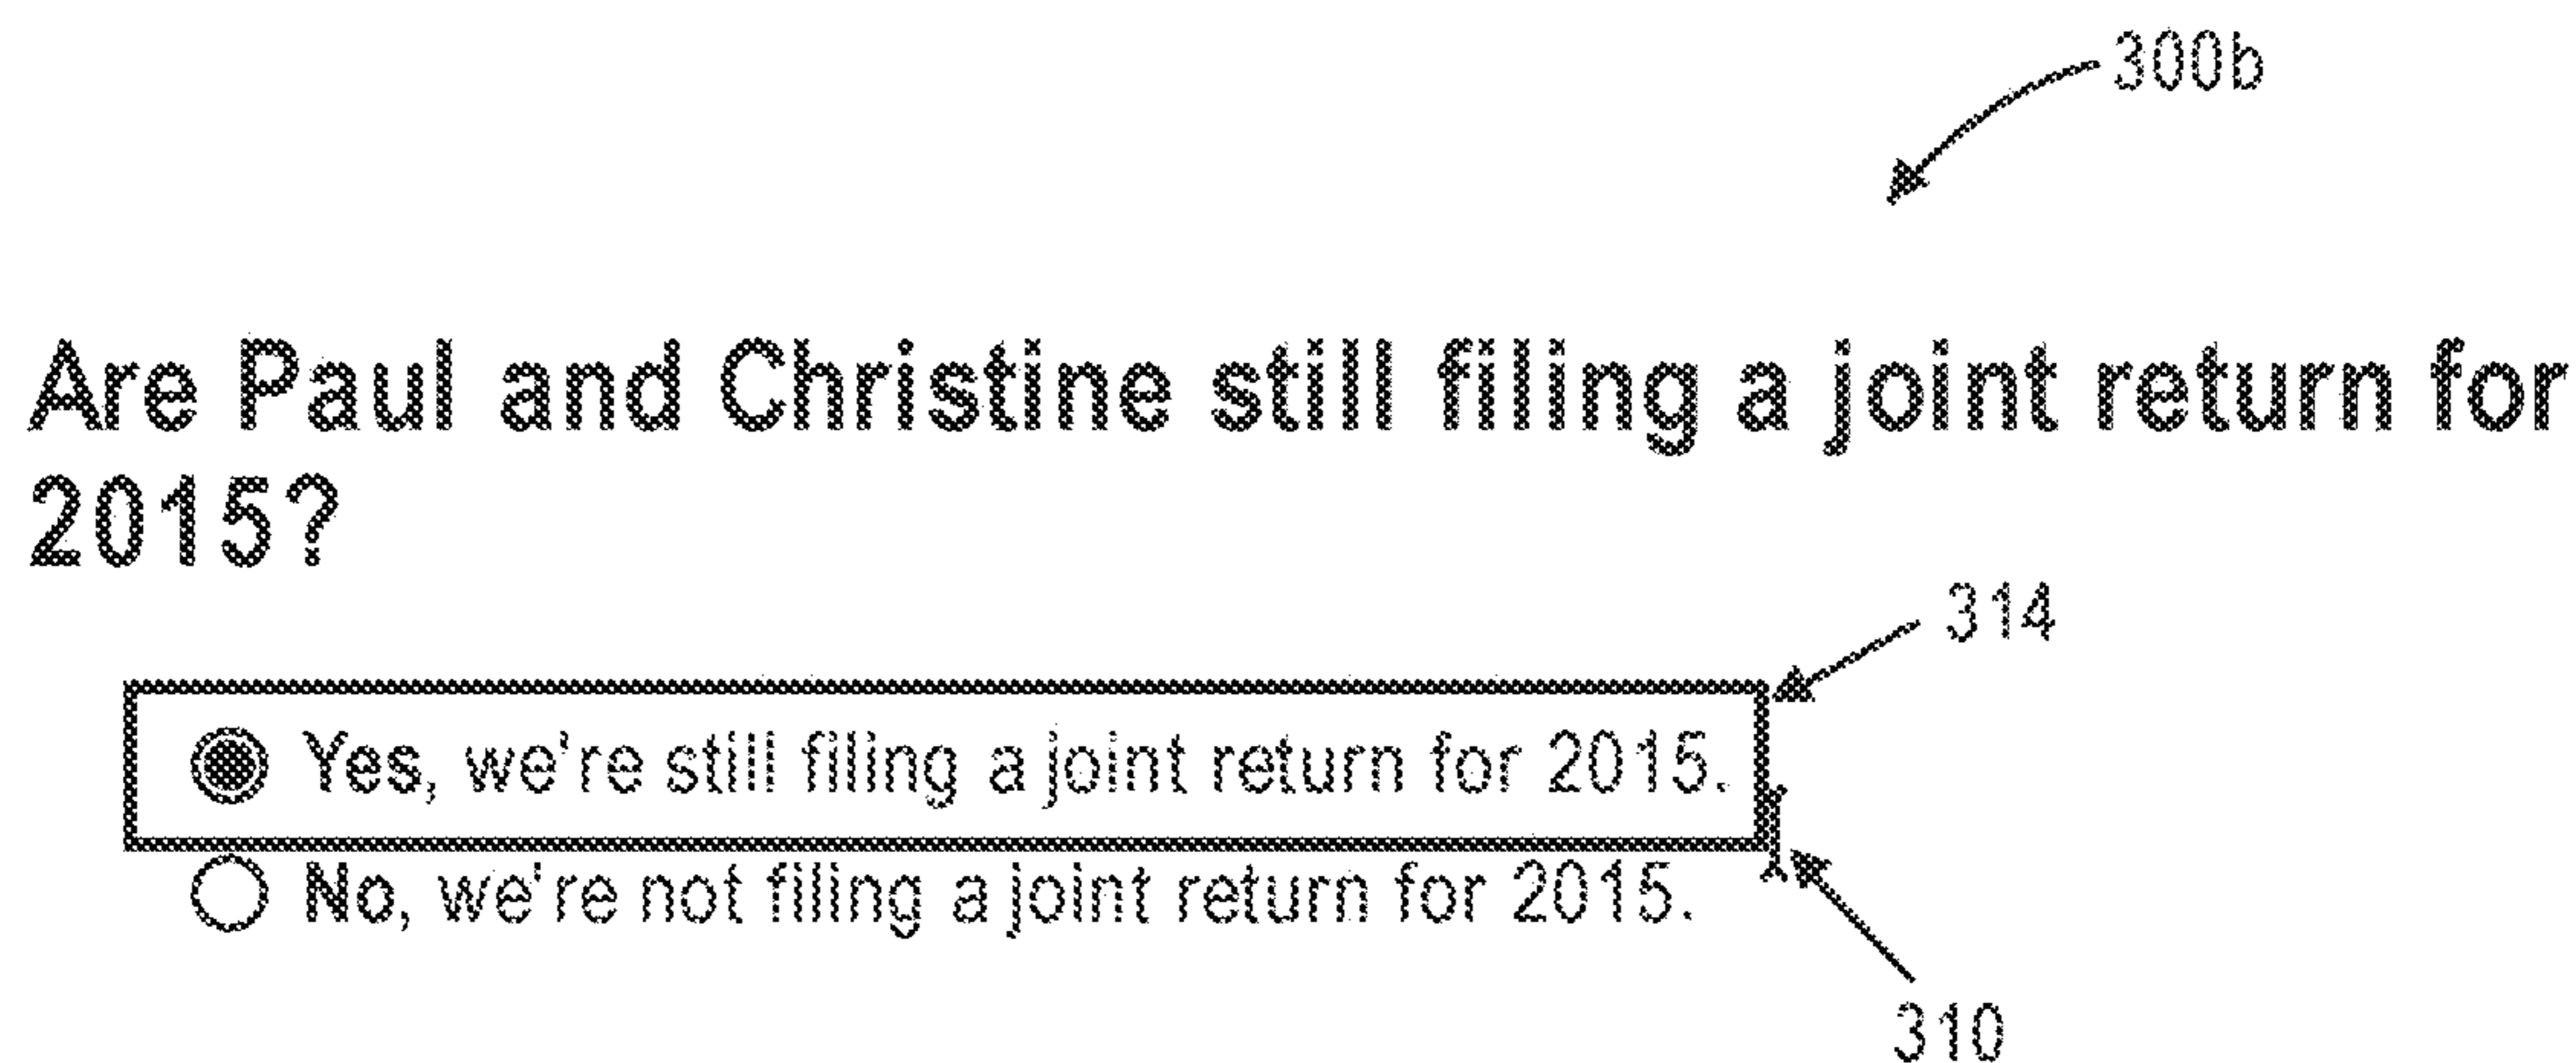 300b
Are Paul and Christine still filing a joint return for
2015?
314
Yes, we're still filing a joint return for 2015.
No, we're not filing a joint return for 2015.
310